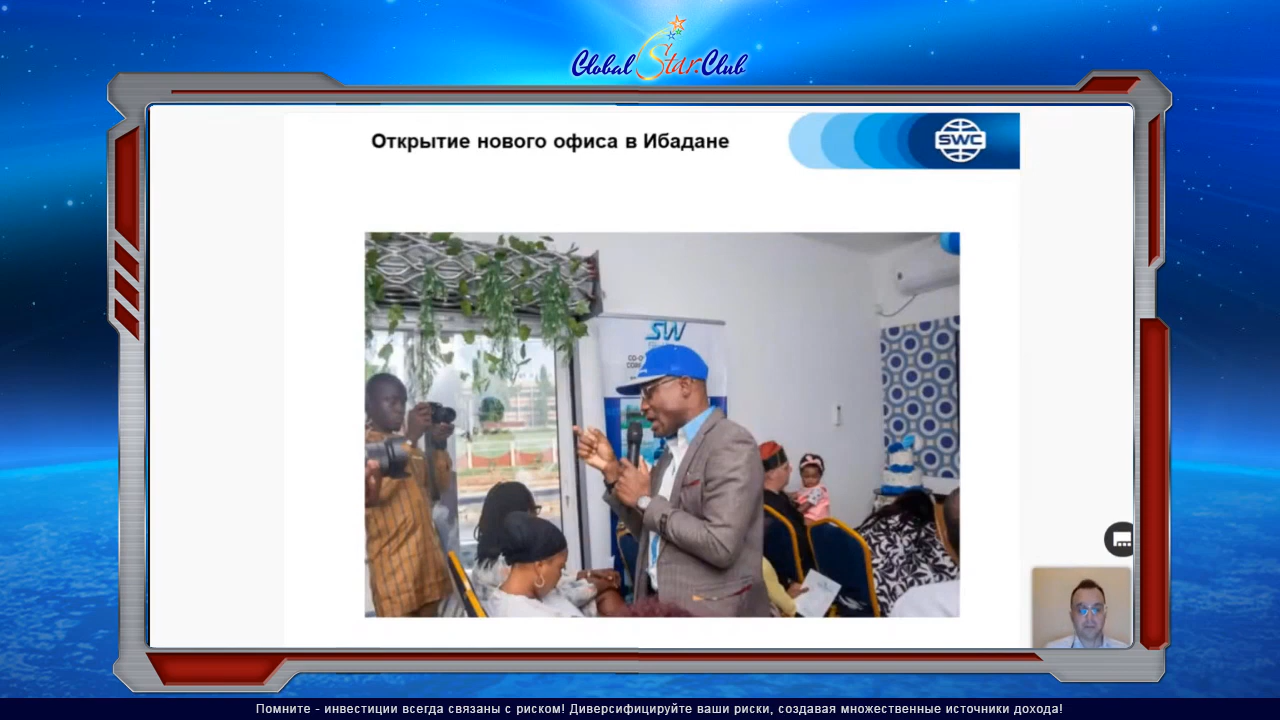 Global Star.Club
Открытие нового офиса в Ибадане
SWC
SW
Помните - инвестиции всегда связаны с риском! Диверсифицируйте ваши риски, создавая множественные источники дохода!